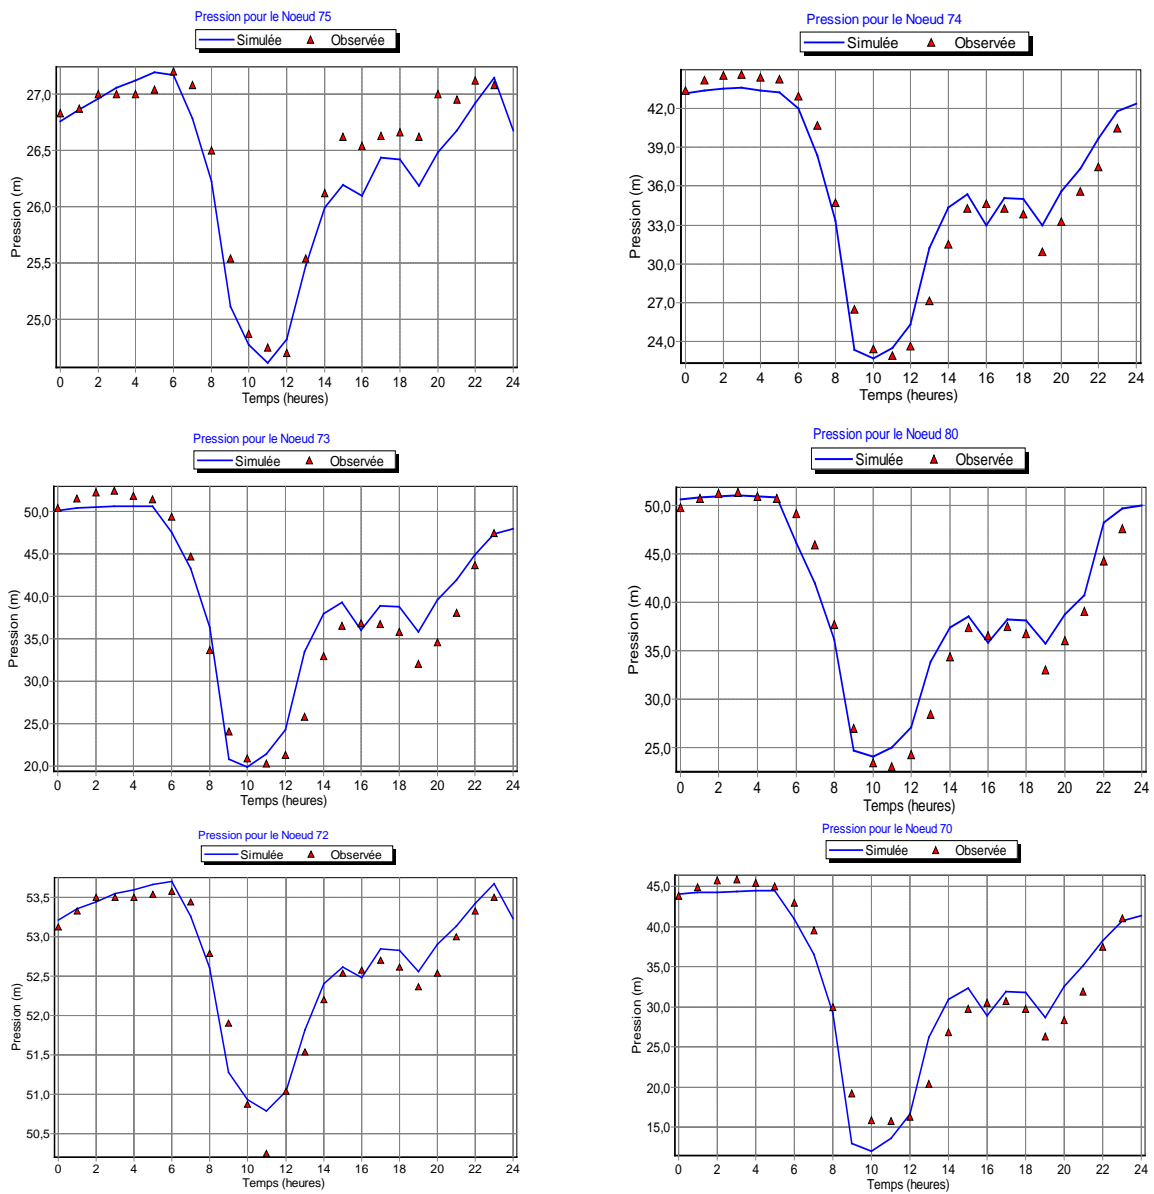 Pression pour le Noeud 75
Simulée Observée
27,0
26,5
26,0
25,5
25,0
Pression (m)
0 2 4 6 8 10 12 14 16 18 20 22 24
Temps (heures)
Pression pour le Noeud 74
Simulée Observée
42,0
39,0
36,0
33,0
30,0
27,0
24,0
Pression (m)
0 2 4 6 8 10 12 14 16 18 20 22 24
Temps (heures)
Pression pour le Noeud 73
Simulée Observée
50,0
45,0
40,0
35,0
30,0
25,0
20,0
Pression (m)
0 2 4 6 8 10 12 14 16 18 20 22 24
Temps (heures)
Pression pour le Noeud 80
Simulée Observée
50,0
45,0
40,0
35,0
30,0
25,0
Pression (m)
0 2 4 6 8 10 12 14 16 18 20 22 24
Temps (heures)
Pression pour le Noeud 72
Simulée Observée
53,5
53,0
52,5
52,0
51,5
51,0
50,5
Pression (m)
0 2 4 6 8 10 12 14 16 18 20 22 24
Temps (heures)
Pression pour le Noeud 70
Simulée Observée
45,0
40,0
35,0
30,0
25,0
20,0
15,0
Pression (m)
0 2 4 6 8 10 12 14 16 18 20 22 24
Temps (heures)